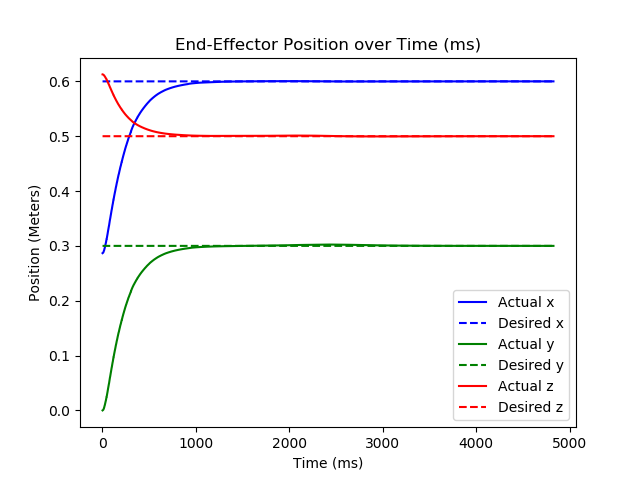 End-Effector Position over Time (ms)
Position (Meters)
0.6
0.5
0.4
0.3
0.2
0.1
0.0
Actual x
Desired x
Actual y
Desired y
Actual z
Desired z
0 1000 2000 3000 4000 5000
Time (ms)